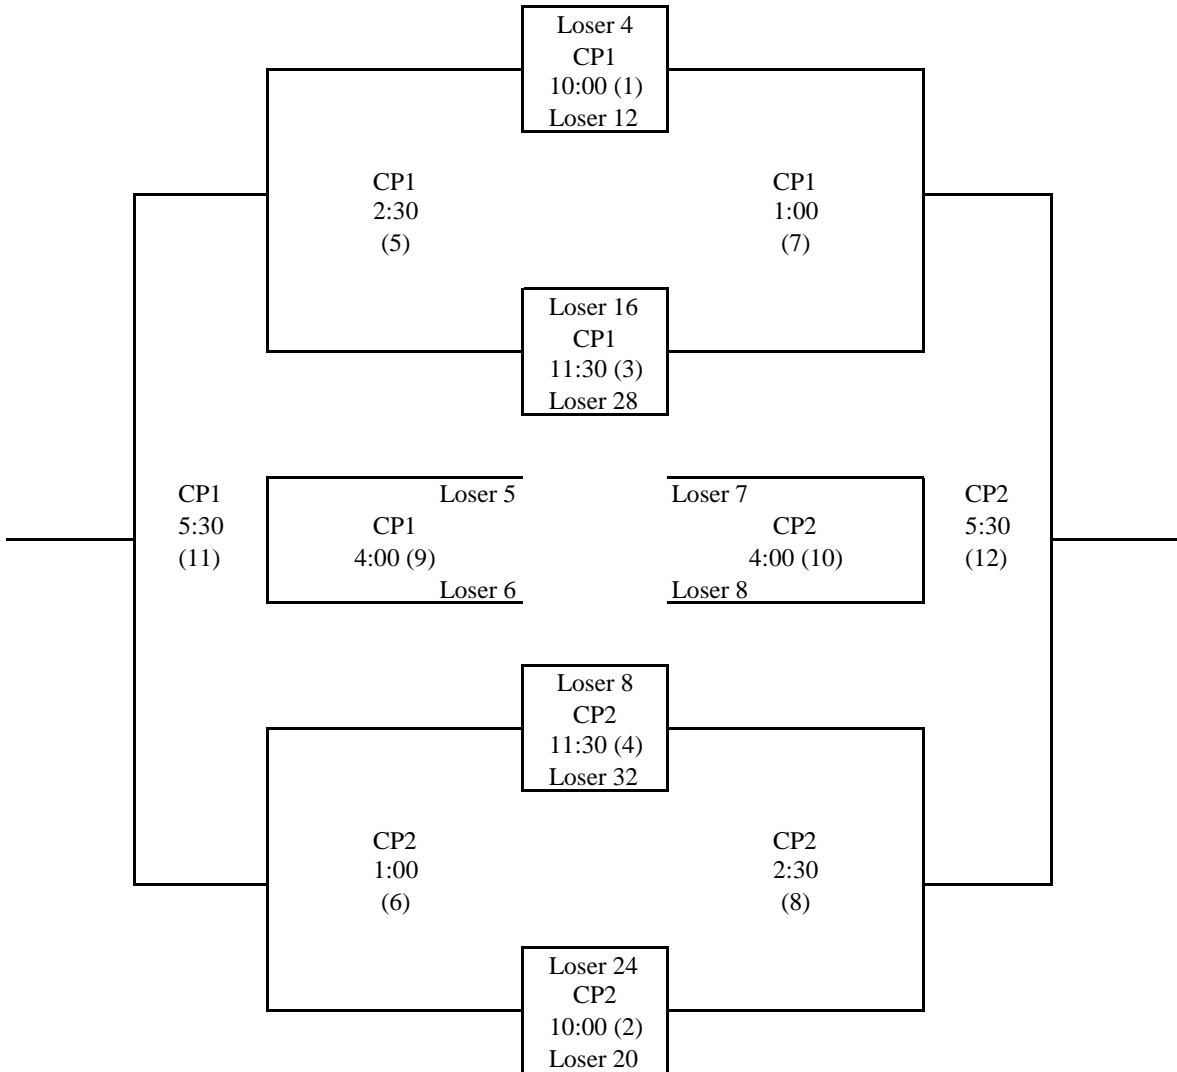 Loser 4
CP1
10:00 (1)
Loser 12
CP1
2:30
(5)
CP1
1:00
(7)
Loser 16
CP1
11:30 (3)
Loser 28
CP1
5:30
(11)
Loser 5
CP1
4:00 (9)
Loser 6
Loser 7
CP2
4:00 (10)
Loser 8
CP2
5:30
(12)
Loser 8
CP2
11:30 (4)
Loser 32
CP2
1:00
(6)
CP2
2:30
(8)
Loser 24
CP2
10:00 (2)
Loser 20